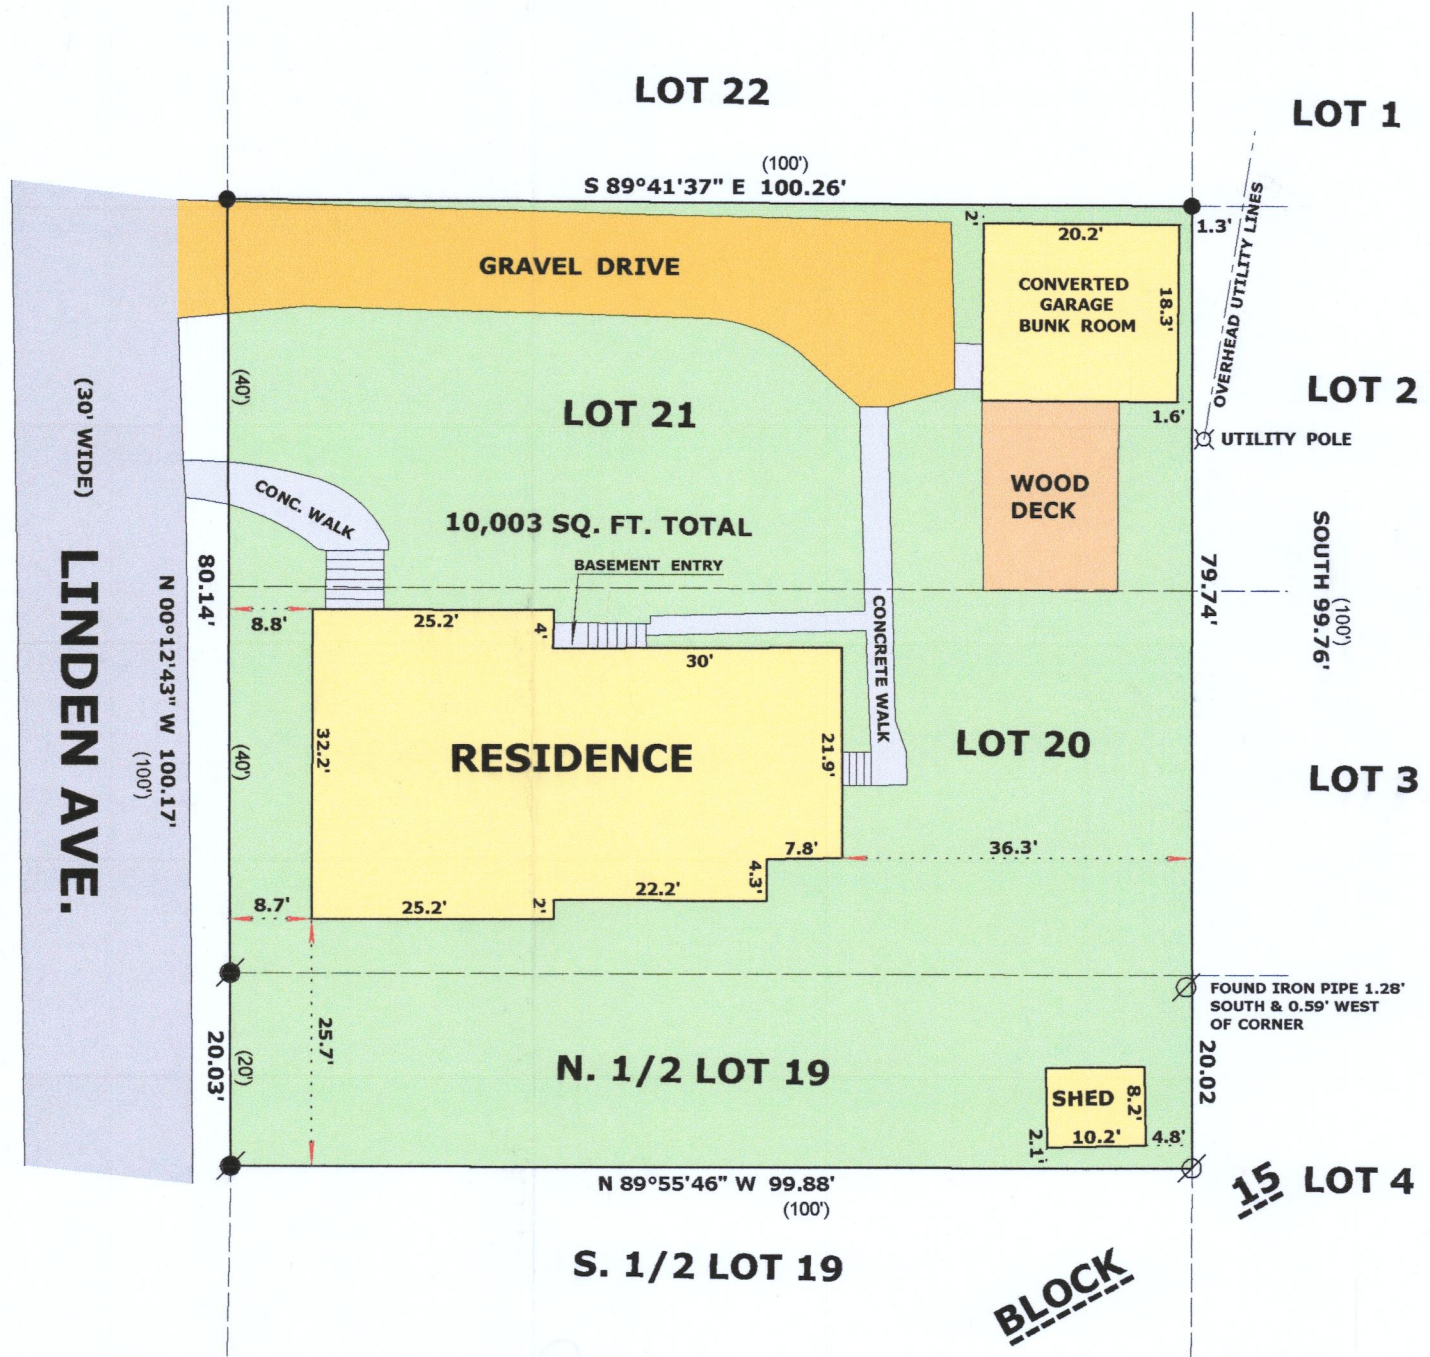 LOT 22
LOT 1
(100')
S 89°41'37" E 100.26'
2'
20.2'
1.3'
CONVERTED
GARAGE
BUNK ROOM
18.3'
GRAVEL DRIVE
OVERHEAD UTILITY LINES
(40')
(30' WIDE)
LOT 21
LOT 2
1.6'
UTILITY POLE
CONC. WALK
WOOD
DECK
10,003 SQ. FT. TOTAL
BASEMENT ENTRY
80.14'
79.74'
SOUTH 99.76'
(100')
LINDEN AVE.
N 00°12'43" W 100.17'
(100')
8.8'
25.2'
4'
30'
CONCRETE WALK
32.2'
RESIDENCE
21.9'
LOT 20
(40')
LOT 3
7.8'
36.3'
4.3'
22.2'
8.7'
25.2'
2'
FOUND IRON PIPE 1.28'
SOUTH & 0.59' WEST
OF CORNER
25.7'
20.03'
(20')
N. 1/2 LOT 19
20.02
SHED
8.2'
10.2'
2.1'
4.8'
N 89°55'46" W 99.88'
(100')
15
LOT 4
S. 1/2 LOT 19
BLOCK